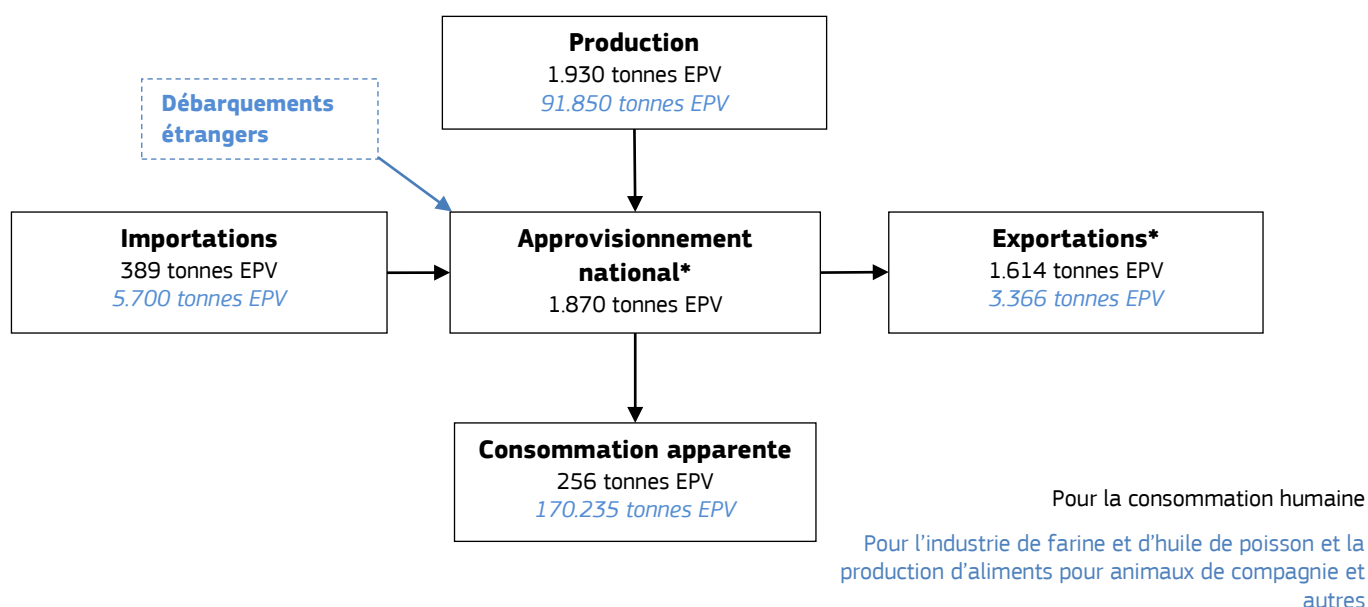 Production
1.930 tonnes EPV
91.850 tonnes EPV
Débarquements
étrangers
Importations
389 tonnes EPV
5.700 tonnes EPV
Approvisionnement
national*
1.870 tonnes EPV
Exportations*
1.614 tonnes EPV
3.366 tonnes EPV
Consommation apparente
256 tonnes EPV
170.235 tonnes EPV
Pour la consommation humaine
Pour l'industrie de farine et d'huile de poisson et la
production d'aliments pour animaux de compagnie et
autres